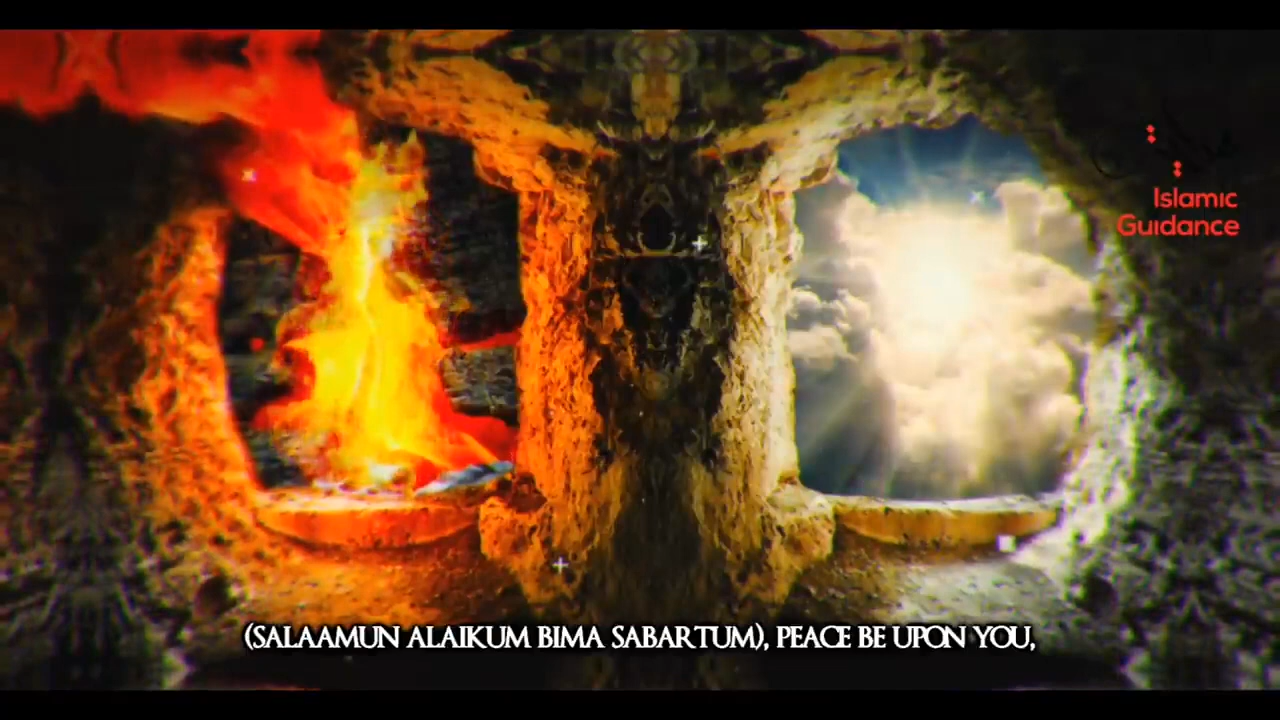 Islamic
Guidance
(SALAAMUN ALAIKUM BIMA SABARTUM), PEACE BE UPON YOU,